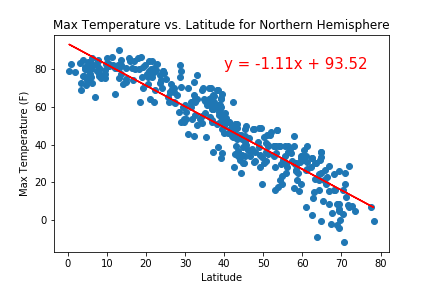 Max Temperature vs. Latitude for Northern Hemisphere
y = -1.11x + 93.52
Max Temperature (F)
80
60
40
20
0
0 10 20 30 40 50 60 70 80
Latitude